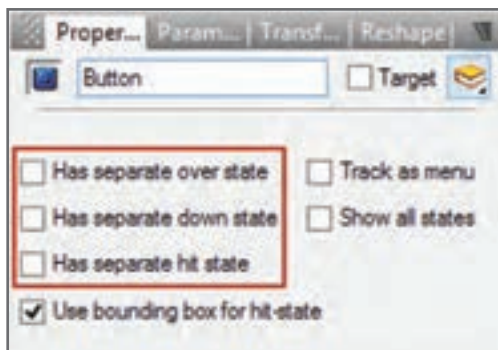 Proper... Param... Transf... Reshape
Button Target
Has separate over state Track as menu
Has separate down state Show all states
Has separate hit state
Use bounding box for hit-state